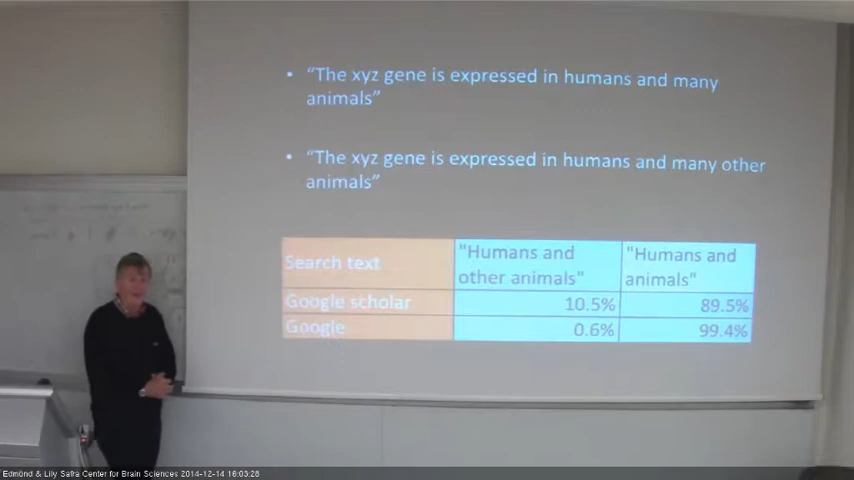 • "The xyz gene is expressed in humans and many
animals"
• "The xyz gene is expressed in humans and many other
animals"
Search text
"Humans and
other animals"
"Humans and
animals"
Google scholar 10.5% 89.5%
Google 0.6% 99.4%
Edmond & Lily Safra Center for Brain Sciences 2014-12-14 16:03:28